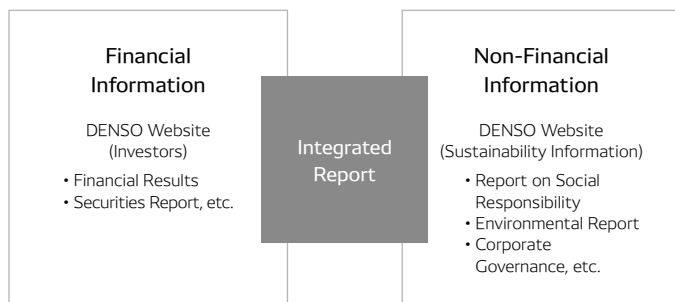 Financial
Information
DENSO Website
(Investors)
• Financial Results
• Securities Report, etc.
Integrated
Report
Non-Financial
Information
DENSO Website
(Sustainability Information)
• Report on Social
Responsibility
• Environmental Report
• Corporate
Governance, etc.